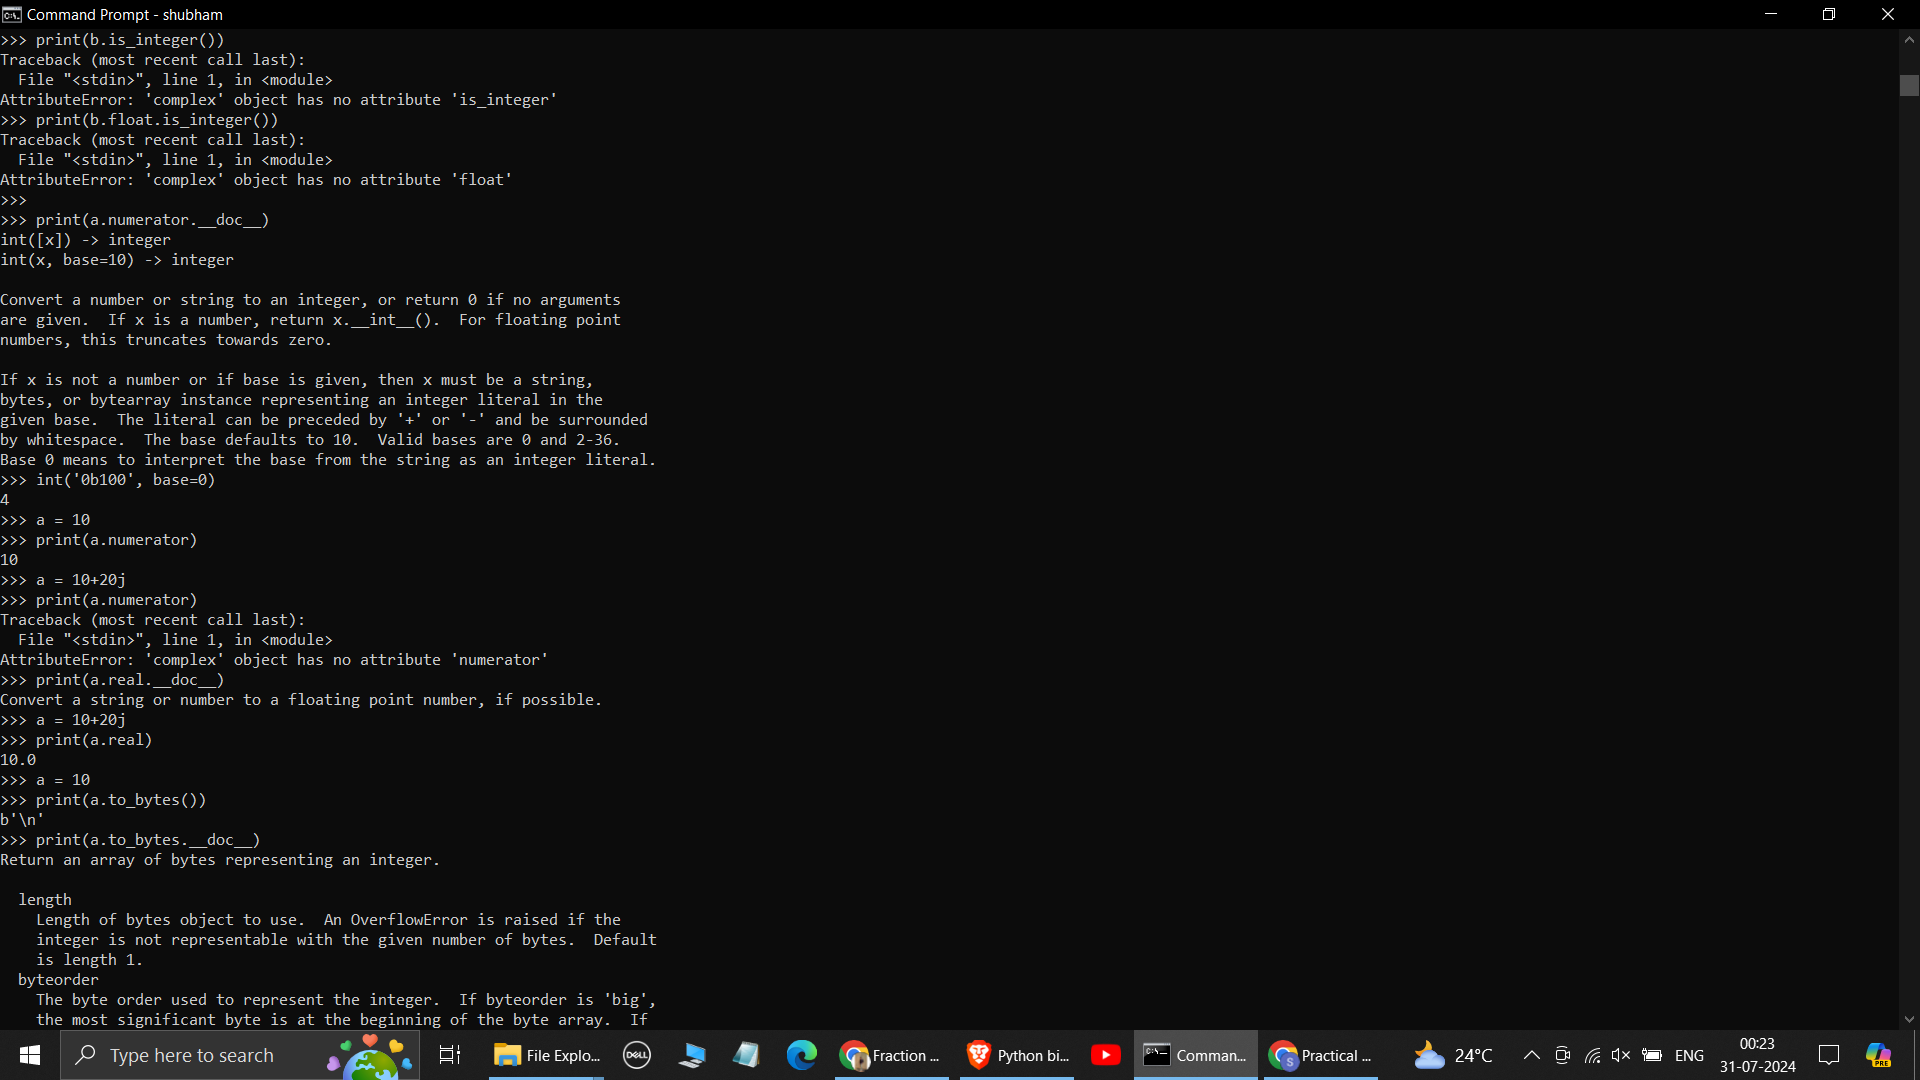 Command Prompt - shubham
>>> print(b.is_integer())
Traceback (most recent call last):
  File "<stdin>", line 1, in <module>
AttributeError: 'complex' object has no attribute 'is_integer'
>>> print(b.float.is_integer())
Traceback (most recent call last):
  File "<stdin>", line 1, in <module>
AttributeError: 'complex' object has no attribute 'float'
>>>
>>> print(a.numerator.__doc__)
int([x]) -> integer
int(x, base=10) -> integer

Convert a number or string to an integer, or return 0 if no arguments
are given.  If x is a number, return x.__int__().  For floating point
numbers, this truncates towards zero.

If x is not a number or if base is given, then x must be a string,
bytes, or bytearray instance representing an integer literal in the
given base.  The literal can be preceded by '+' or '-' and be surrounded
by whitespace.  The base defaults to 10.  Valid bases are 0 and 2-36.
Base 0 means to interpret the base from the string as an integer literal.
>>> int('0b100', base=0)
4
>>> a = 10
>>> print(a.numerator)
10
>>> a = 10+20j
>>> print(a.numerator)
Traceback (most recent call last):
  File "<stdin>", line 1, in <module>
AttributeError: 'complex' object has no attribute 'numerator'
>>> print(a.real.__doc__)
Convert a string or number to a floating point number, if possible.
>>> a = 10+20j
>>> print(a.real)
10.0
>>> a = 10
>>> print(a.to_bytes())
b'\n'
>>> print(a.to_bytes.__doc__)
Return an array of bytes representing an integer.

  length
    Length of bytes object to use.  An OverflowError is raised if the
    integer is not representable with the given number of bytes.  Default
    is length 1.
  byteorder
    The byte order used to represent the integer.  If byteorder is 'big',
    the most significant byte is at the beginning of the byte array.  If
Type here to search
File Explo...
DELL
Fraction ...
Python bi...
Comman...
S
Practical ...
24°C
ENG
00:23
31-07-2024
PRE